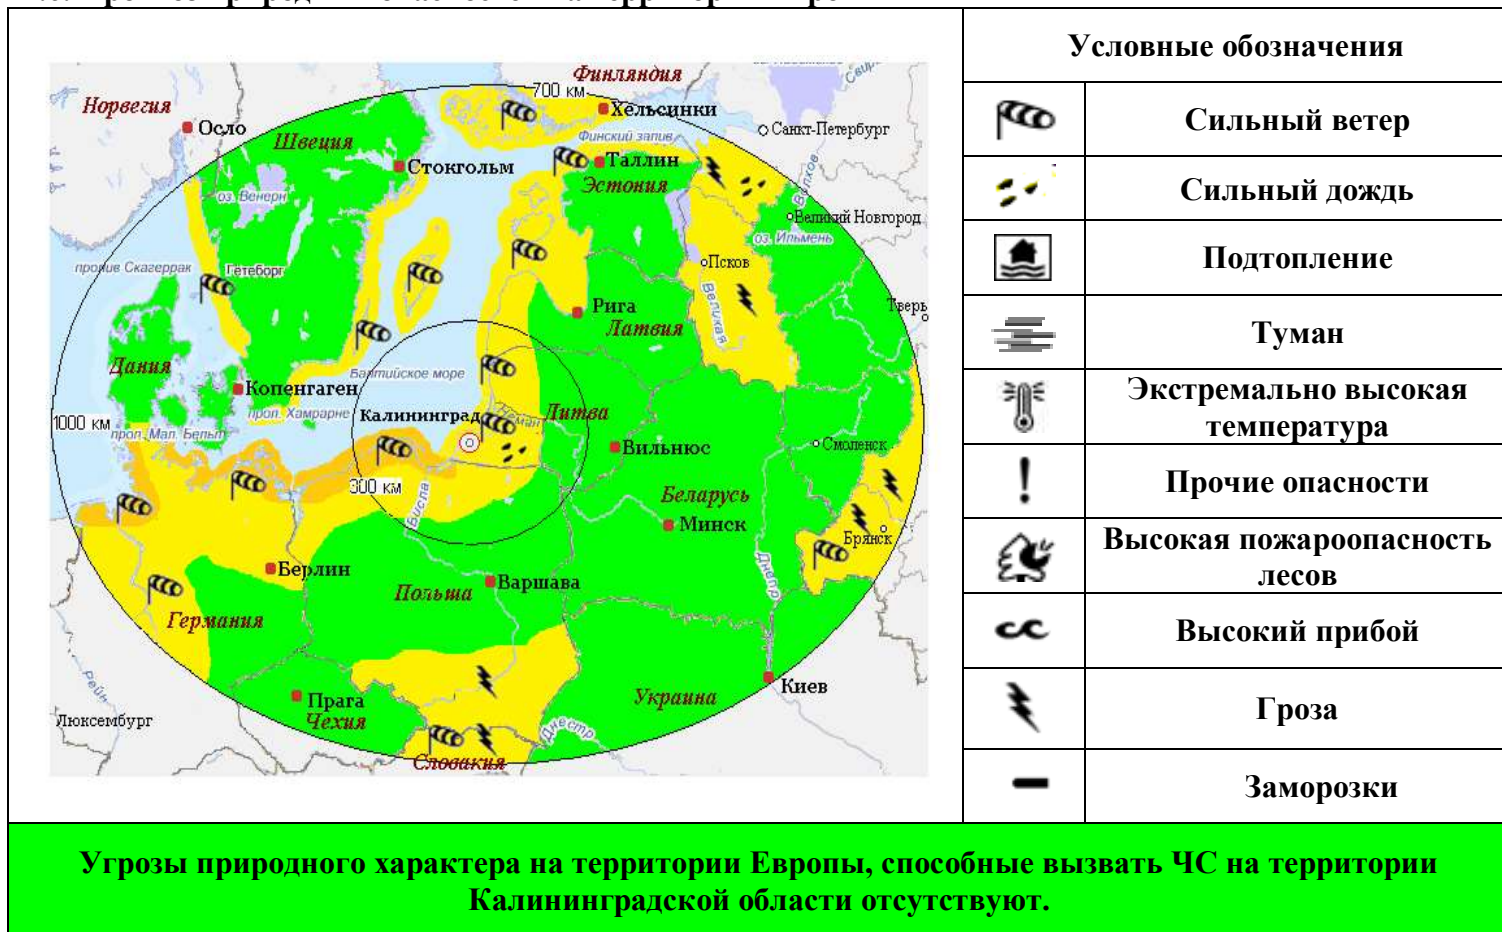 Условные обозначения
Сильный ветер
Сильный дождь
Подтопление
Туман
Экстремально высокая
температура
Прочие опасности
Высокая пожароопасность
лесов
Высокий прибой
Гроза
Заморозки
Финляндия
700 км
Норвегия
Хельсинки
Осло
Санкт-Петербург
Швеция
Финский
Стокгольм
Таллин
Эстония
Волхов
оз. Венерн
Великий Новгород
оз. Ильмень
пролив Скагеррак
Гётеборг
Псков
Великая
Рига
Тверь
Латвия
Дания
Балтийское море
Копенгаген
Калининград
Неман
Литва
1000 км
прол. Хамрарне
прол. Мал. Бельт
Вильнюс
Смоленск
300 км
Висла
Беларусь
Минск
Брянск
Берлин
Варшава
Днепр
Польша
Германия
Рейн
Прага
Украина
Киев
Люксембург
Чехия
Днестр
Словакия
Угрозы природного характера на территории Европы, способные вызвать ЧС на территории
Калининградской области отсутствуют.